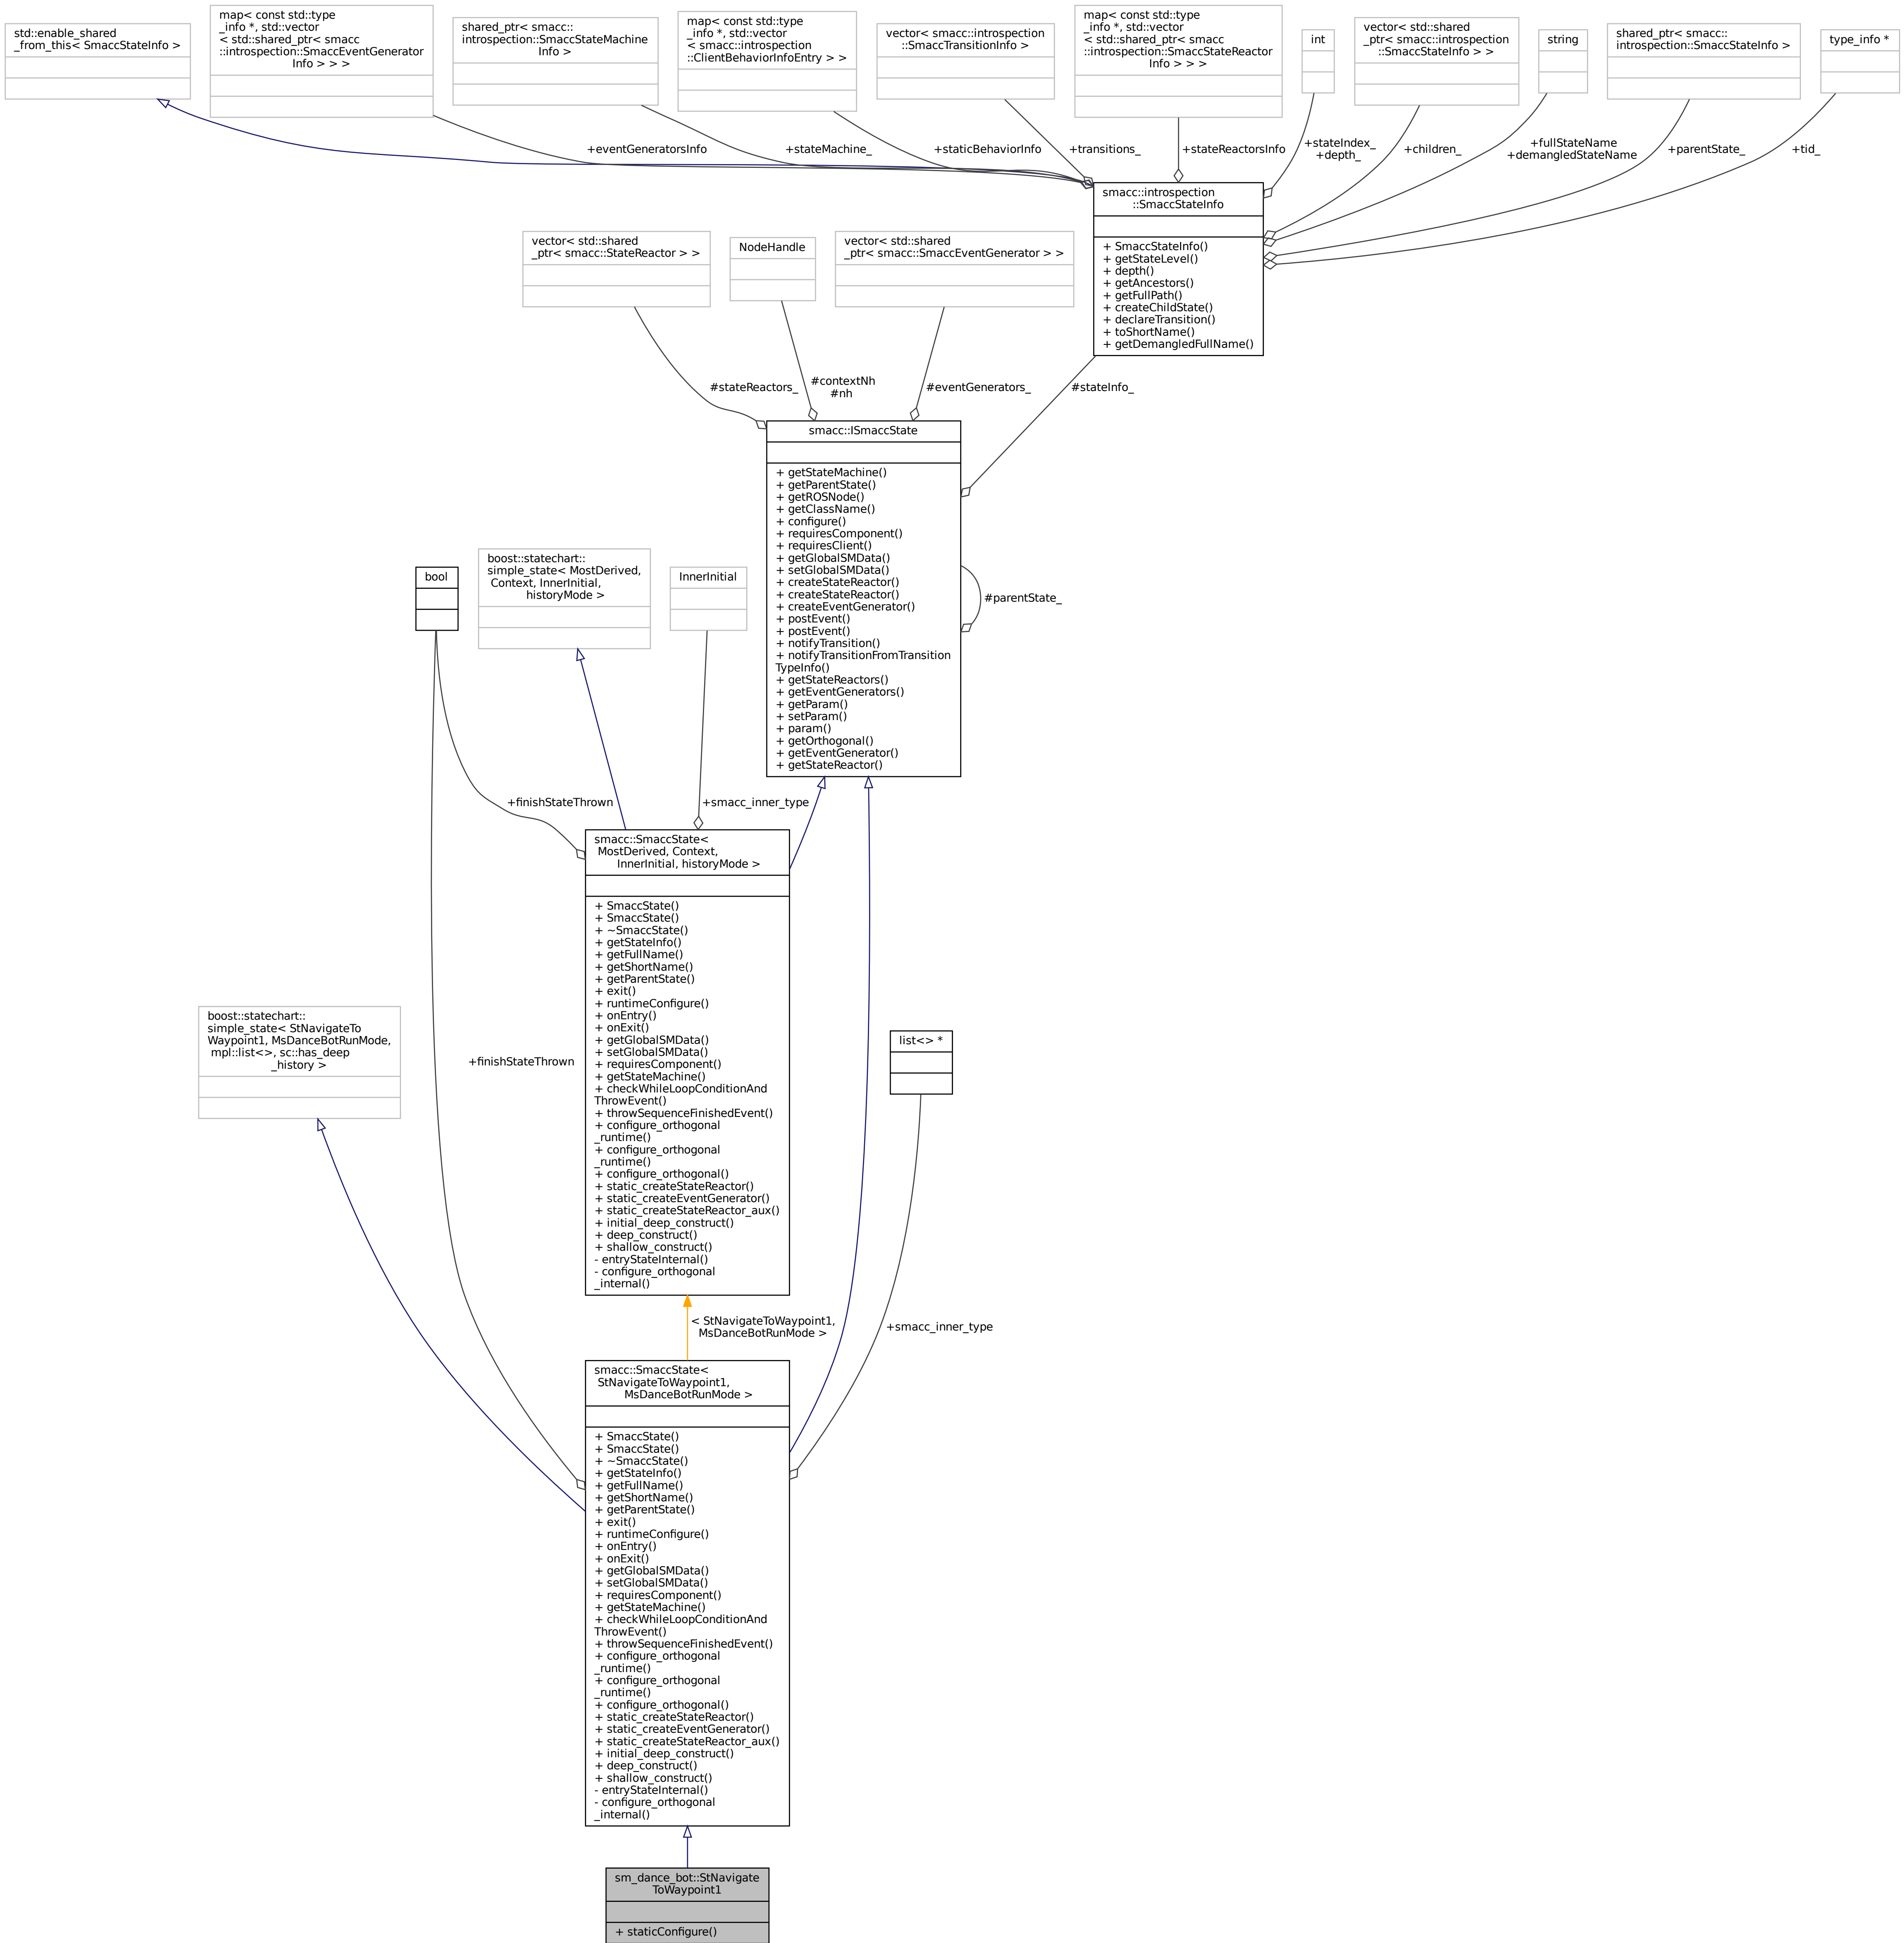 std::enable_shared
_from_this< SmaccStateInfo >
map< const std::type
_info *, std::vector
< std::shared_ptr< smacc
::introspection::SmaccEventGenerator
Info > > >
shared_ptr< smacc::
introspection::SmaccStateMachine
Info >
map< const std::type
_info *, std::vector
< smacc::introspection
::ClientBehaviorInfoEntry > >
vector< smacc::introspection
::SmaccTransitionInfo >
map< const std::type
_info *, std::vector
< std::shared_ptr< smacc
::introspection::SmaccStateReactor
Info > > >
int
vector< std::shared
_ptr< smacc::introspection
::SmaccStateInfo > >
string
shared_ptr< smacc::
introspection::SmaccStateInfo >
type_info *
+eventGeneratorsInfo
+stateMachine_
+staticBehaviorInfo
+transitions_
+stateReactorsInfo
+stateIndex_
+depth_
+children_
+fullStateName
+demangledStateName
+parentState_
+tid_
smacc::introspection
::SmaccStateInfo
+ SmaccStateInfo()
+ getStateLevel()
+ depth()
+ getAncestors()
+ getFullPath()
+ createChildState()
+ declareTransition()
+ toShortName()
+ getDemangledFullName()
vector< std::shared
_ptr< smacc::StateReactor > >
NodeHandle
vector< std::shared
_ptr< smacc::SmaccEventGenerator > >
#stateReactors_
#contextNh
#nh
#eventGenerators_
#stateInfo_
smacc::ISmaccState
+ getStateMachine()
+ getParentState()
+ getROSNode()
+ getClassName()
+ configure()
+ requiresComponent()
+ requiresClient()
+ getGlobalSMData()
+ setGlobalSMData()
+ createStateReactor()
+ createStateReactor()
+ createEventGenerator()
+ postEvent()
+ postEvent()
+ notifyTransition()
+ notifyTransitionFromTransition
TypeInfo()
+ getStateReactors()
+ getEventGenerators()
+ getParam()
+ setParam()
+ param()
+ getOrthogonal()
+ getEventGenerator()
+ getStateReactor()
#parentState_
bool
boost::statechart::
simple_state< MostDerived,
Context, InnerInitial,
historyMode >
InnerInitial
+finishStateThrown
+smacc_inner_type
smacc::SmaccState<
MostDerived, Context,
InnerInitial, historyMode >
+ SmaccState()
+ SmaccState()
+ ~SmaccState()
+ getStateInfo()
+ getFullName()
+ getShortName()
+ getParentState()
+ exit()
+ runtimeConfigure()
+ onEntry()
+ onExit()
+ getGlobalSMData()
+ setGlobalSMData()
+ requiresComponent()
+ getStateMachine()
+ checkWhileLoopConditionAnd
ThrowEvent()
+ throwSequenceFinishedEvent()
+ configure_orthogonal
_runtime()
+ configure_orthogonal
_runtime()
+ configure_orthogonal()
+ static_createStateReactor()
+ static_createEventGenerator()
+ static_createStateReactor_aux()
+ initial_deep_construct()
+ deep_construct()
+ shallow_construct()
- entryStateInternal()
- configure_orthogonal
_internal()
boost::statechart::
simple_state< StNavigateTo
Waypoint1, MsDanceBotRunMode,
mpl::list<>, sc::has_deep
_history >
+finishStateThrown
list<> *
< StNavigateToWaypoint1,
MsDanceBotRunMode >
+smacc_inner_type
smacc::SmaccState<
StNavigateToWaypoint1,
MsDanceBotRunMode >
+ SmaccState()
+ SmaccState()
+ ~SmaccState()
+ getStateInfo()
+ getFullName()
+ getShortName()
+ getParentState()
+ exit()
+ runtimeConfigure()
+ onEntry()
+ onExit()
+ getGlobalSMData()
+ setGlobalSMData()
+ requiresComponent()
+ getStateMachine()
+ checkWhileLoopConditionAnd
ThrowEvent()
+ throwSequenceFinishedEvent()
+ configure_orthogonal
_runtime()
+ configure_orthogonal
_runtime()
+ configure_orthogonal()
+ static_createStateReactor()
+ static_createEventGenerator()
+ static_createStateReactor_aux()
+ initial_deep_construct()
+ deep_construct()
+ shallow_construct()
- entryStateInternal()
- configure_orthogonal
_internal()
sm_dance_bot::StNavigate
ToWaypoint1
+ staticConfigure()